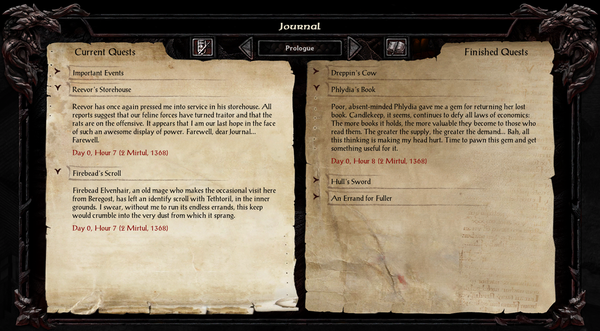 Journal
Prologue
Current Quests
Important Events
Reevor's Storehouse
Reevor has once again pressed me into service in his storehouse. All
reports suggest that our feline forces have turned traitor and that the
rats are on the offensive. It appears that I am our last hope in the face
of such an awesome display of power. Farewell, dear Journal...
Farewell.
Day 0, Hour 7 (2 Mirtul, 1368)
Firebead's Scroll
Firebead Elvenhair, an old mage who makes the occasional visit here
from Beregost, has left an identify scroll with Tethtoril, in the inner
grounds. I swear, without me to run its endless errands, this keep
would crumble into the very dust from which it sprang.
Day 0, Hour 7 (2 Mirtul, 1368)
Finished Quests
Dreppin's Cow
Phlydia's Book
Poor, absent-minded Phlydia gave me a gem for returning her lost
book. Candlekeep, it seems, continues to defy all laws of economics:
The more books it holds, the more valuable they become to those who
read them. The greater the supply, the greater the demand... Bah, all
this thinking is making my head hurt. Time to pawn this gem and get
something useful for it.
Day 0, Hour 8 (2 Mirtul, 1368)
Hull's Sword
An Errand for Fuller